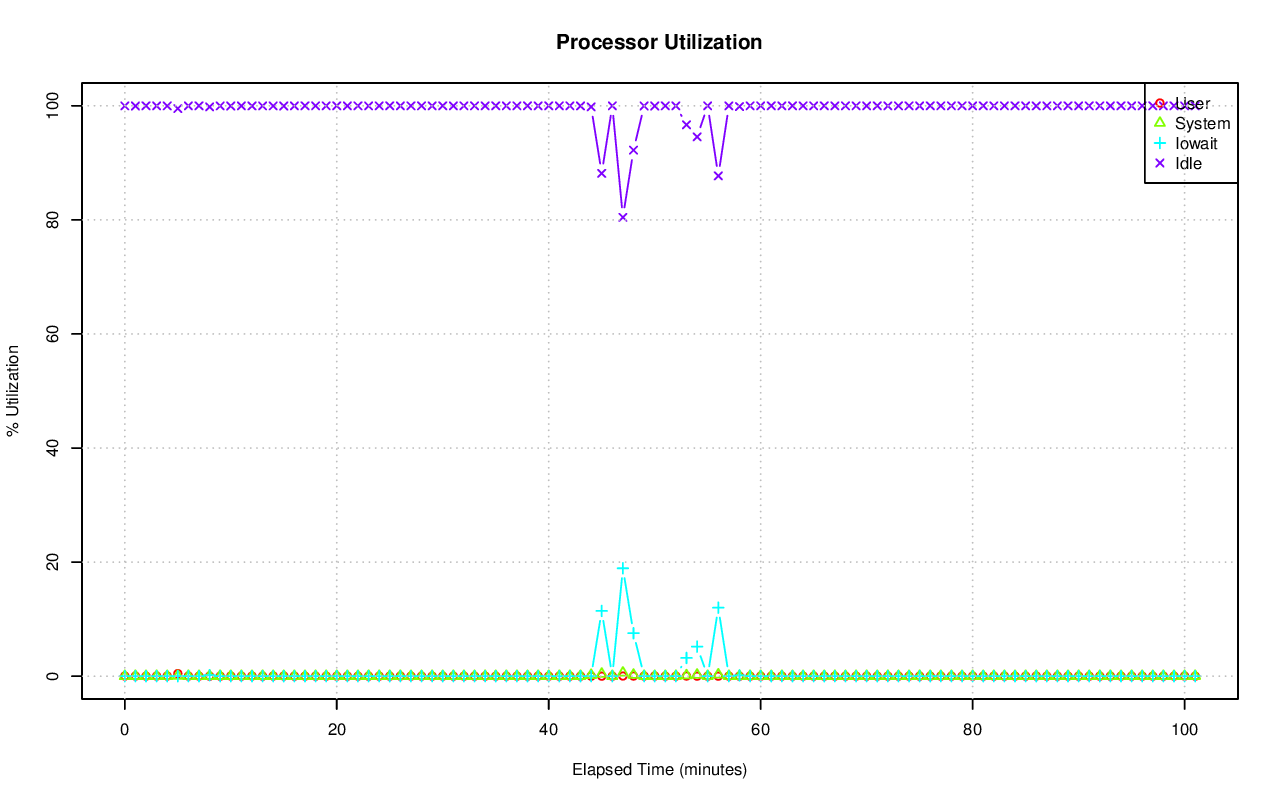 Processor Utilization
100
80
60
40
20
0
% Utilization
User
System
Iowait
Idle
0 20 40 60 80 100
Elapsed Time (minutes)